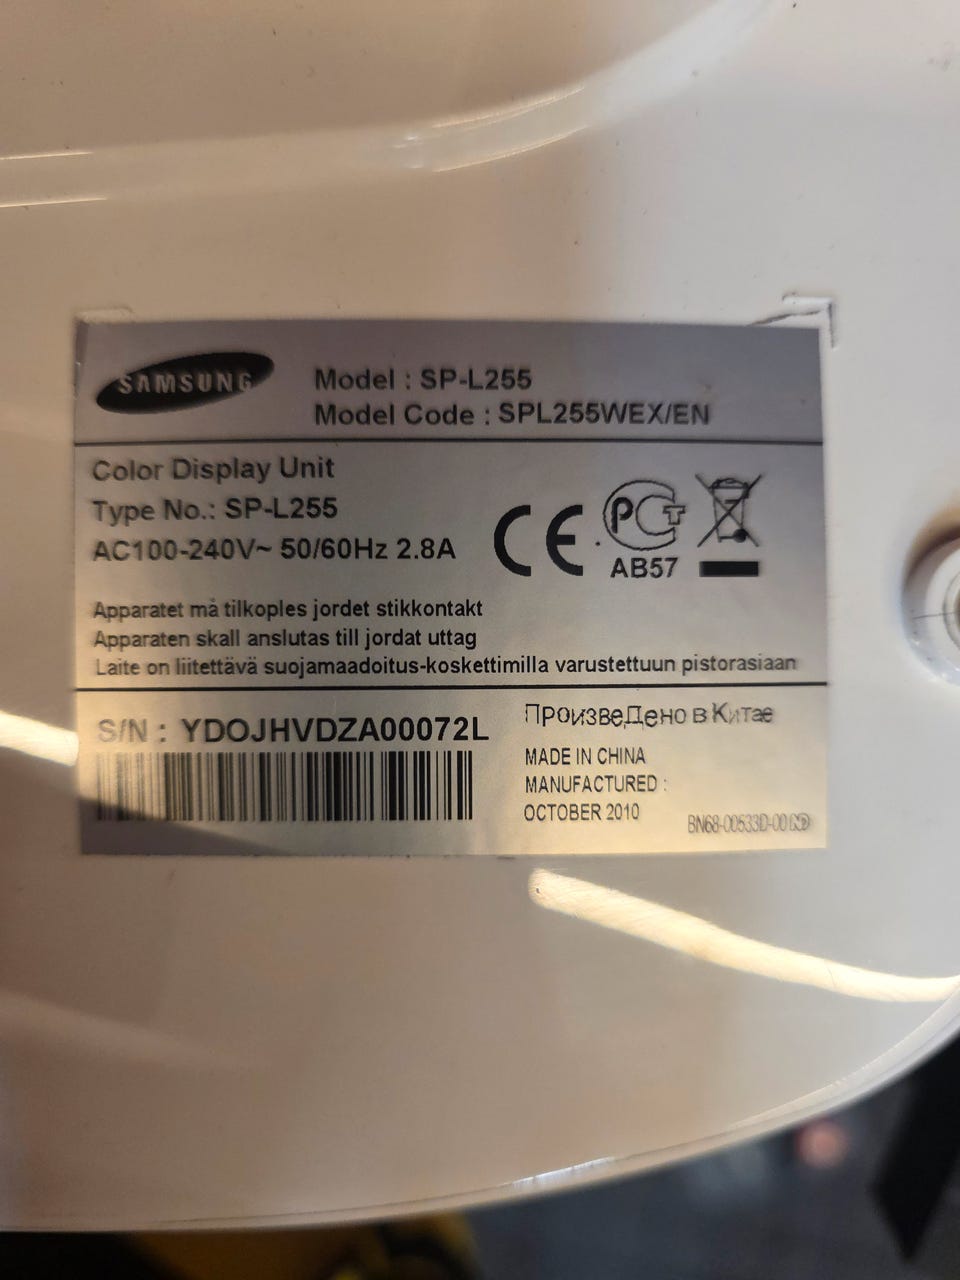 SAMSUNG
Model : SP-L255
Model Code : SPL255WEX/EN
Color Display Unit
Type No.: SP-L255
AC100-240V~ 50/60Hz 2.8A
CE
РСТ
AB57
Apparatet må tilkoples jordet stikkontakt
Apparaten skall anslutas till jordat uttag
Laite on liitettävä suojamaadoitus-koskettimilla varustettuun pistorasiaan
S/N : YDOJHVDZA00072L
ПРОИЗВЕДЕНО В КИТАЕ
MADE IN CHINA
MANUFACTURED :
OCTOBER 2010